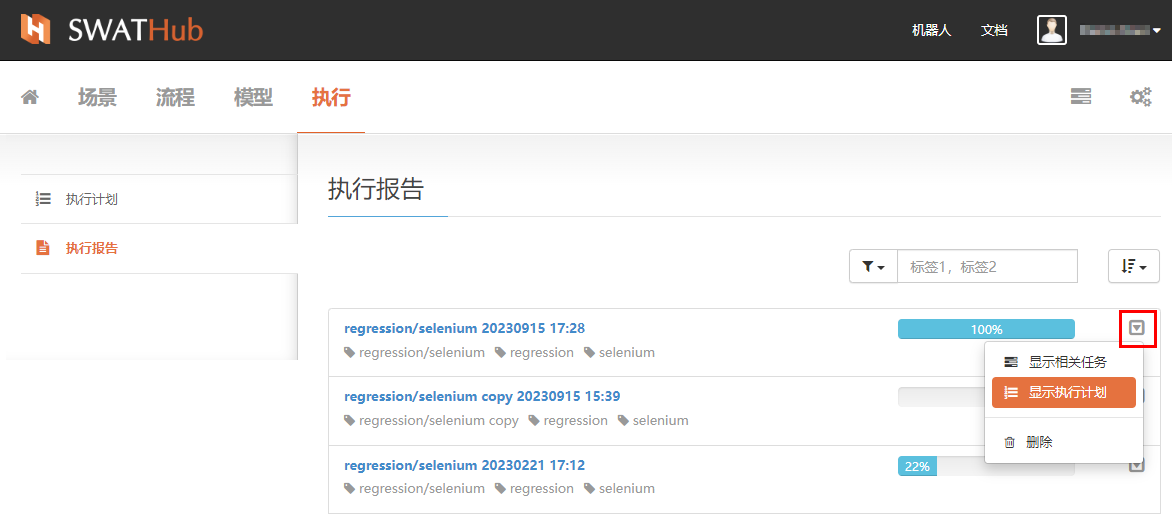 SWATHub
机器人
文档
场景
流程
模型
执行
执行计划
执行报告
执行报告
标签1，标签2
regression/selenium 20230915 17:28
100%
regression/selenium regression selenium
显示相关任务
显示执行计划
删除
regression/selenium copy 20230915 15:39
regression/selenium copy regression selenium
regression/selenium 20230221 17:12
22%
regression/selenium regression selenium